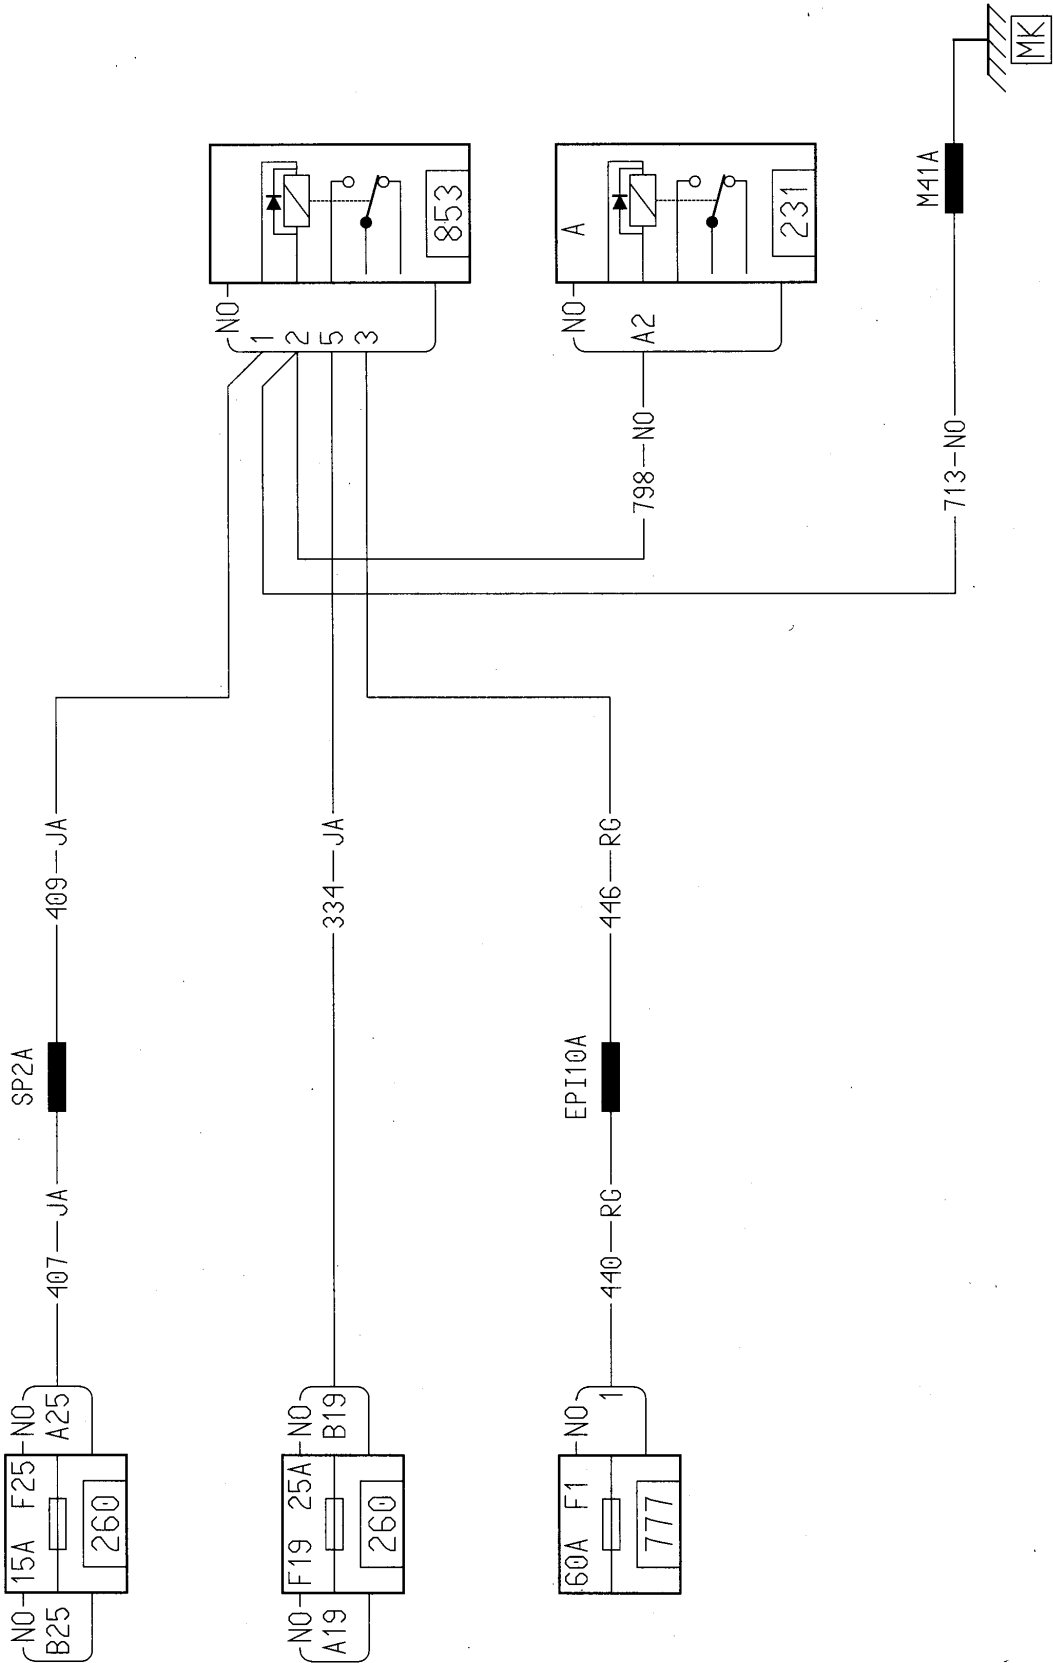 NO 15A F25 NO SP2A
B25 A25 407 JA 409 JA
260
NO
1
2
5
3
853
NO F19 25A NO
A19 B19 334 JA
260
60A F1 NO EPI10A
1 440 RG 446 RG
777
NO A
798 NO A2
231
M41A
713 NO
MK